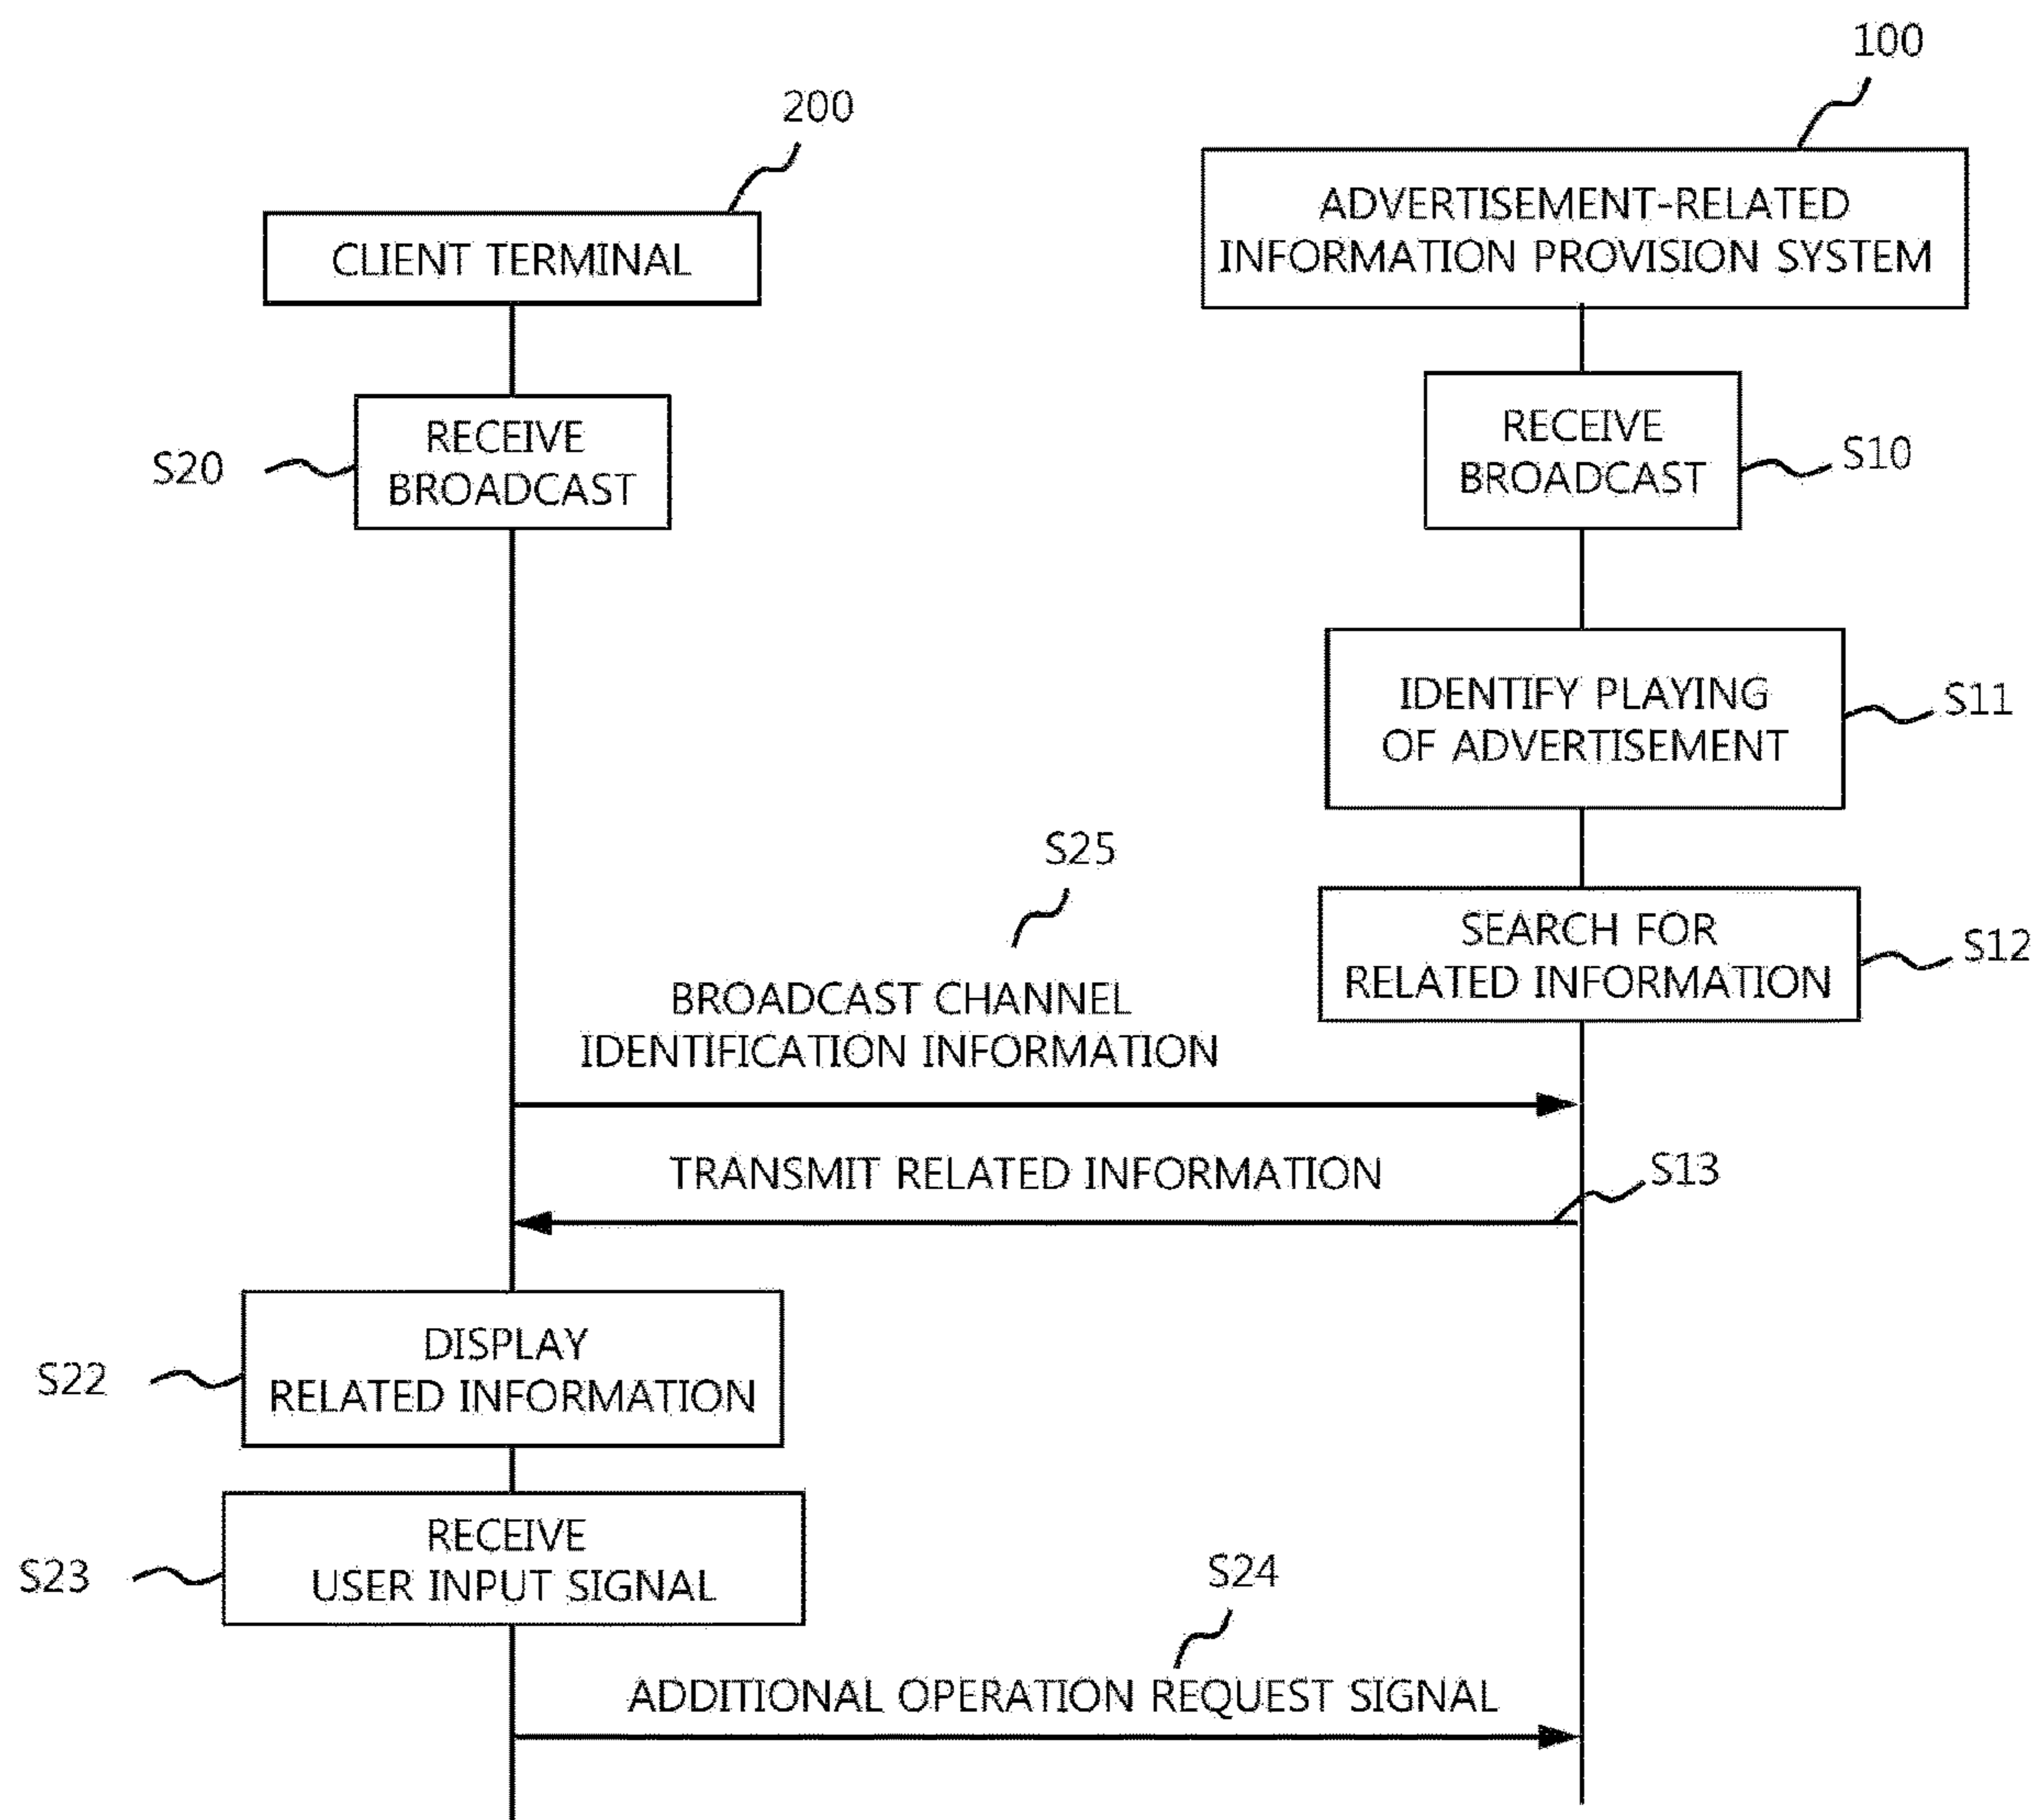 100
200
ADVERTISEMENT-RELATED
INFORMATION PROVISION SYSTEM
CLIENT TERMINAL
RECEIVE
BROADCAST
S10
RECEIVE
BROADCAST
S20
IDENTIFY PLAYING
OF ADVERTISEMENT
S11
S25
SEARCH FOR
RELATED INFORMATION
S12
BROADCAST CHANNEL
IDENTIFICATION INFORMATION
TRANSMIT RELATED INFORMATION
S13
DISPLAY
RELATED INFORMATION
S22
RECEIVE
USER INPUT SIGNAL
S23
S24
ADDITIONAL OPERATION REQUEST SIGNAL